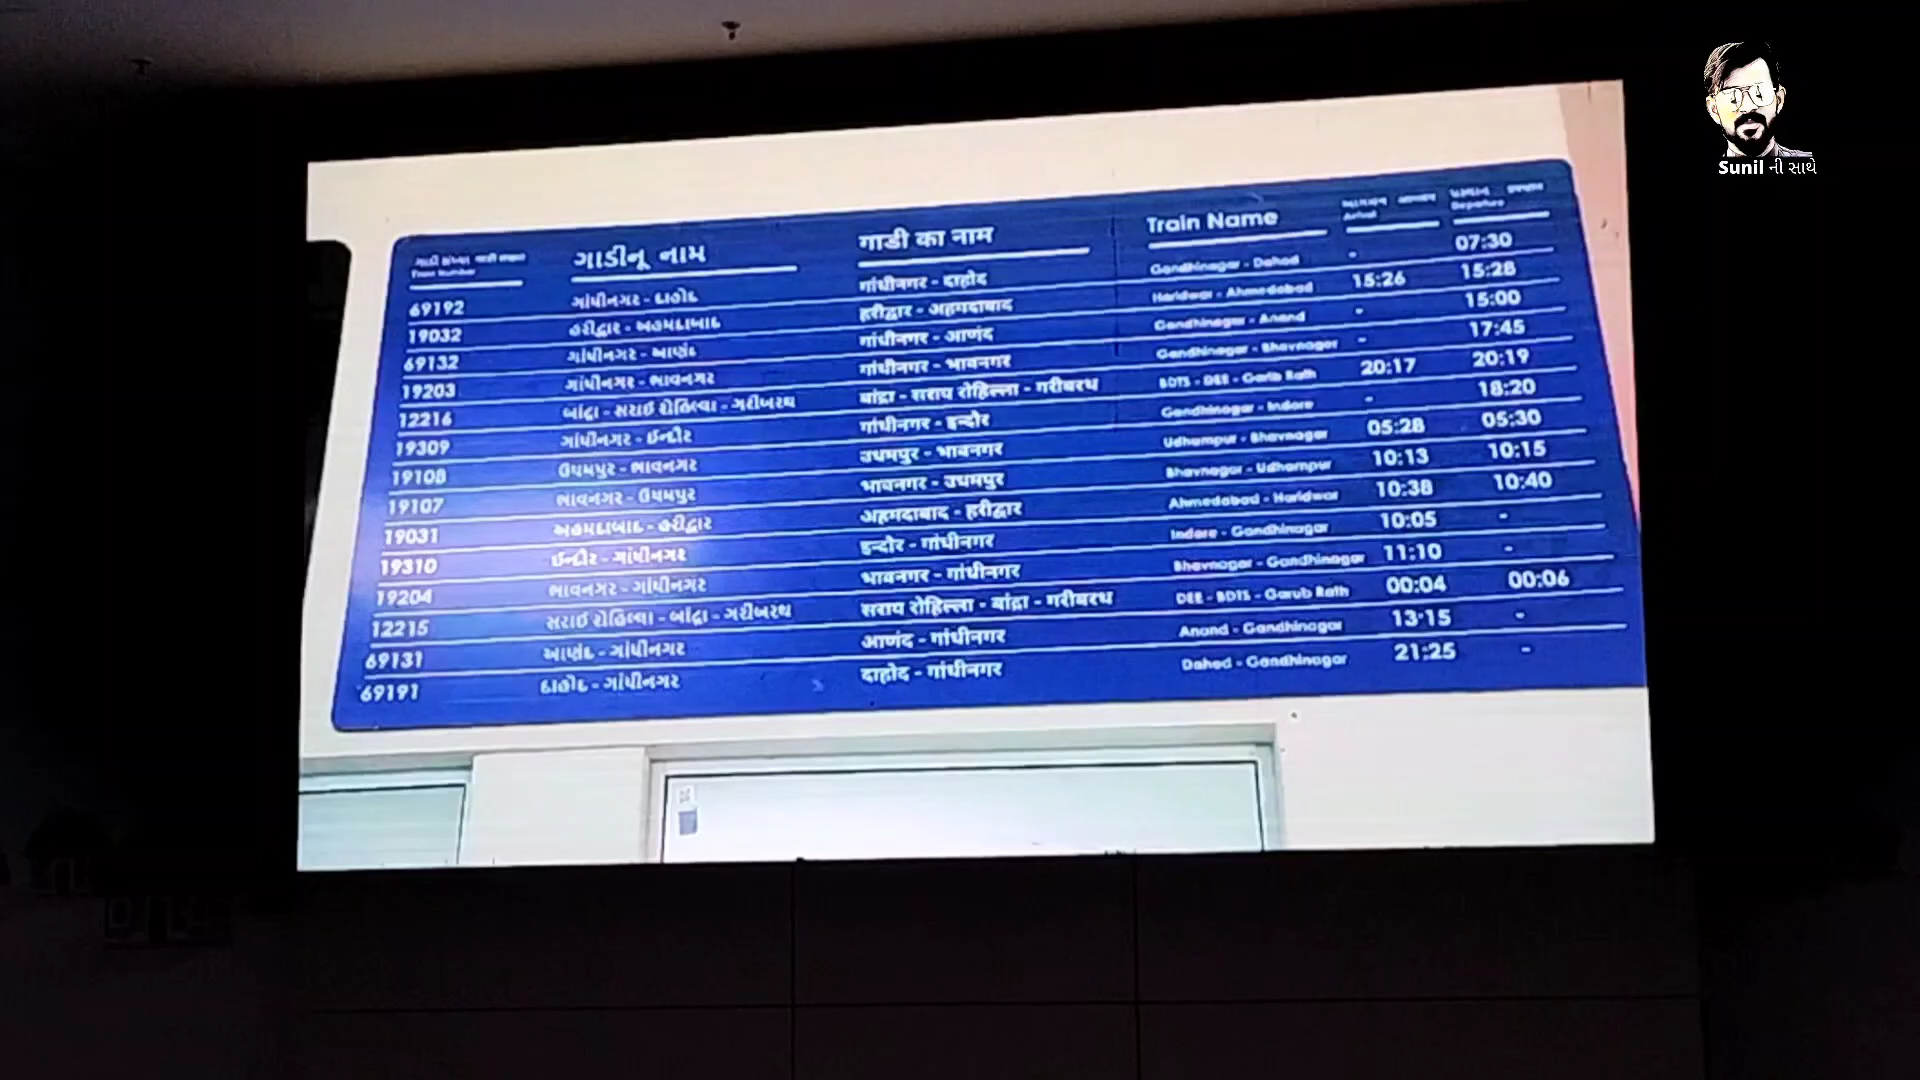 Sunil ની સાથે
ગાડીનૂ નામ गाडी का नाम Train Name Arrival Departure
Train Number
69192 ગાંધીનગર - દાહોદ गांधीनगर - दाहोद Gandhinagar - Dahod - 07:30
19032 હરીદ્વાર - અહમદાબાદ हरीद्वार - अहमदाबाद Haridwar - Ahmedabad 15:26 15:28
69132 ગાંધીનગર - આણંદ गांधीनगर - आणंद Gandhinagar - Anand - 15:00
19203 ગાંધીનગર - ભાવનગર गांधीनगर - भावनगर Gandhinagar - Bhavnagar - 17:45
12216 બાંદ્રા - સરાઈ રોહિલ્લા - ગરીબરથ बांद्रा - सराय रोहिल्ला - गरीबरथ BDTS - DEE - Garib Rath 20:17 20:19
19309 ગાંધીનગર - ઈન્દૌર गांधीनगर - इन्दौर Gandhinagar - Indore - 18:20
19108 ઉધમપુર - ભાવનગર उधमपुर - भावनगर Udhampur - Bhavnagar 05:28 05:30
19107 ભાવનગર - ઉધમપુર भावनगर - उधमपुर Bhavnagar - Udhampur 10:13 10:15
19031 અહમદાબાદ - હરીદ્વાર अहमदाबाद - हरीद्वार Ahmedabad - Haridwar 10:38 10:40
19310 ઈન્દૌર - ગાંધીનગર इन्दौर - गांधीनगर Indore - Gandhinagar 10:05 -
19204 ભાવનગર - ગાંધીનગર भावनगर - गांधीनगर Bhavnagar - Gandhinagar 11:10 -
12215 સરાઈ રોહિલ્લા - બાંદ્રા - ગરીબરથ सराय रोहिल्ला - बांद्रा - गरीबरथ DEE - BDTS - Garub Rath 00:04 00:06
69131 આણંદ - ગાંધીનગર आणंद - गांधीनगर Anand - Gandhinagar 13:15 -
69191 દાહોદ - ગાંધીનગર दाहोद - गांधीनगर Dahod - Gandhinagar 21:25 -